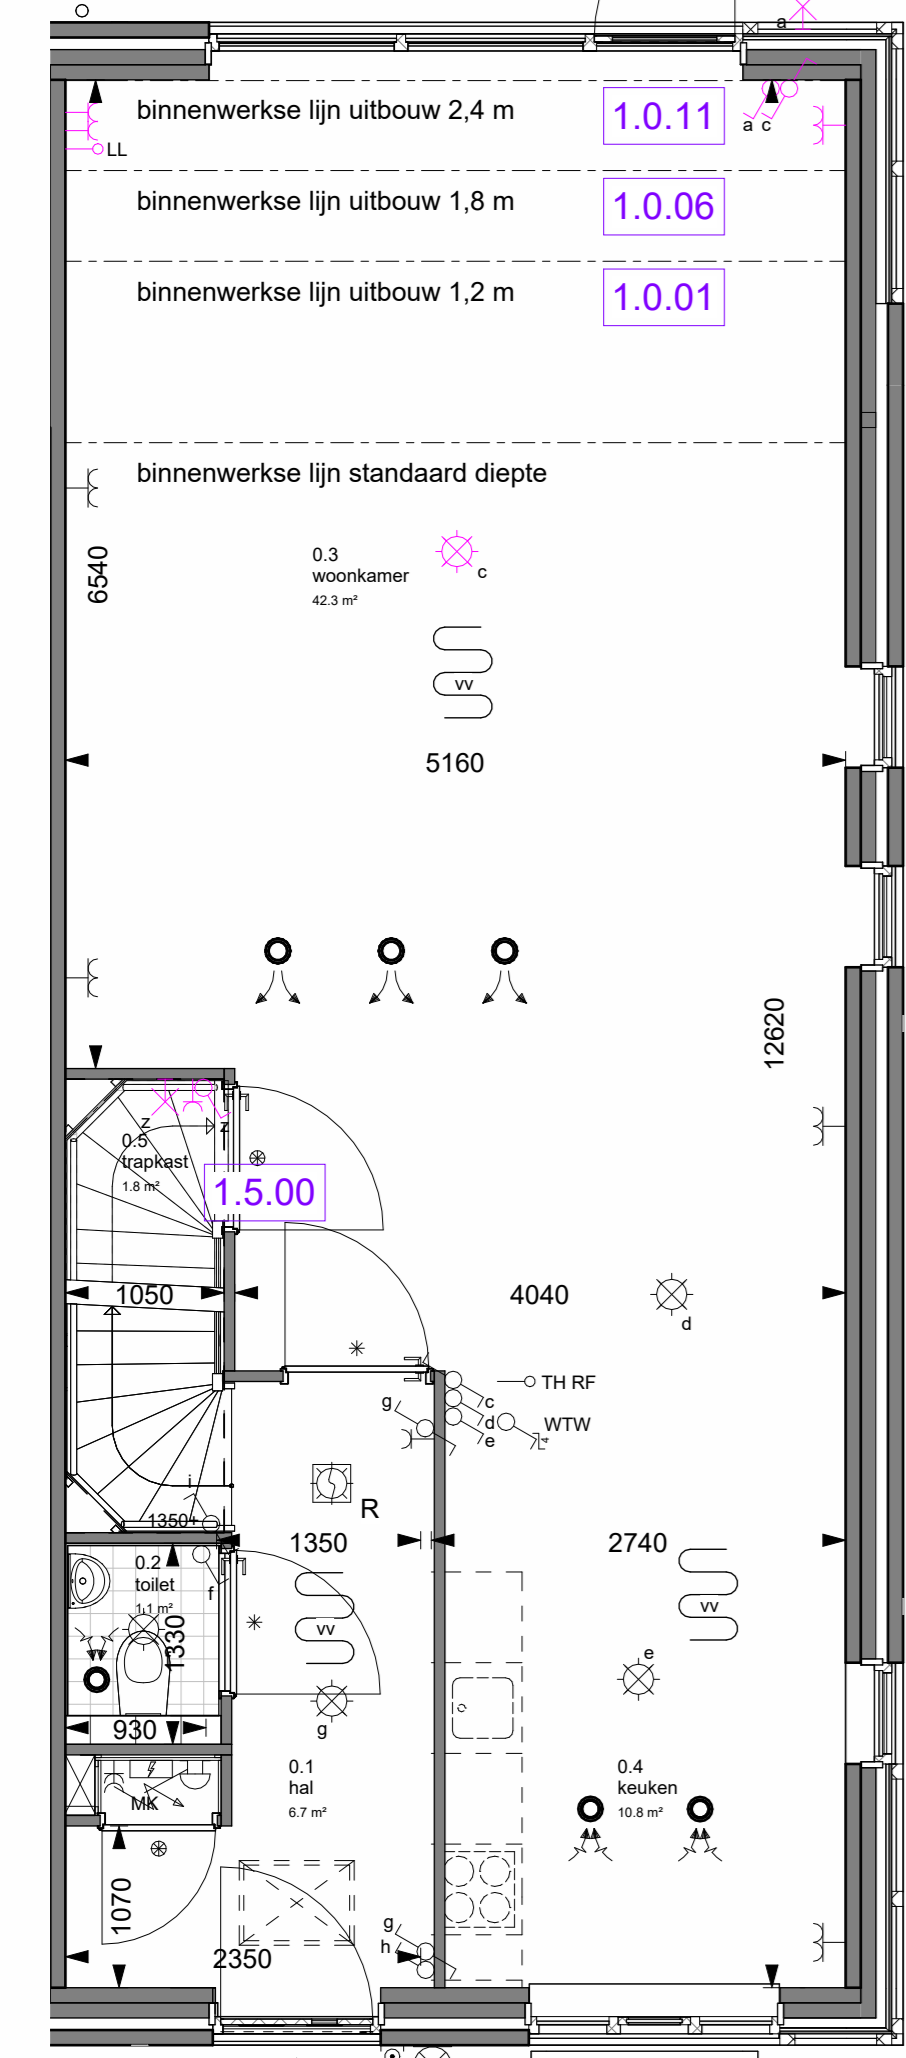 a
binnenwerkse lijn uitbouw 2,4 m
1.0.11
a c
LL
binnenwerkse lijn uitbouw 1,8 m
1.0.06
binnenwerkse lijn uitbouw 1,2 m
1.0.01
binnenwerkse lijn standaard diepte
6540
0.3
woonkamer
42.3 m²
c
vv
5160
12620
z
z
0.5
trapkast
1.8 m²
1.5.00
1050
4040
d
TH RF
c
d
e
g
WTW
4
R
i
1350+
1350
2740
0.2
toilet
1.1 m²
f
1330
vv
vv
e
g
930
0.1
hal
6.7 m²
0.4
keuken
10.8 m²
MK
1070
g
h
2350